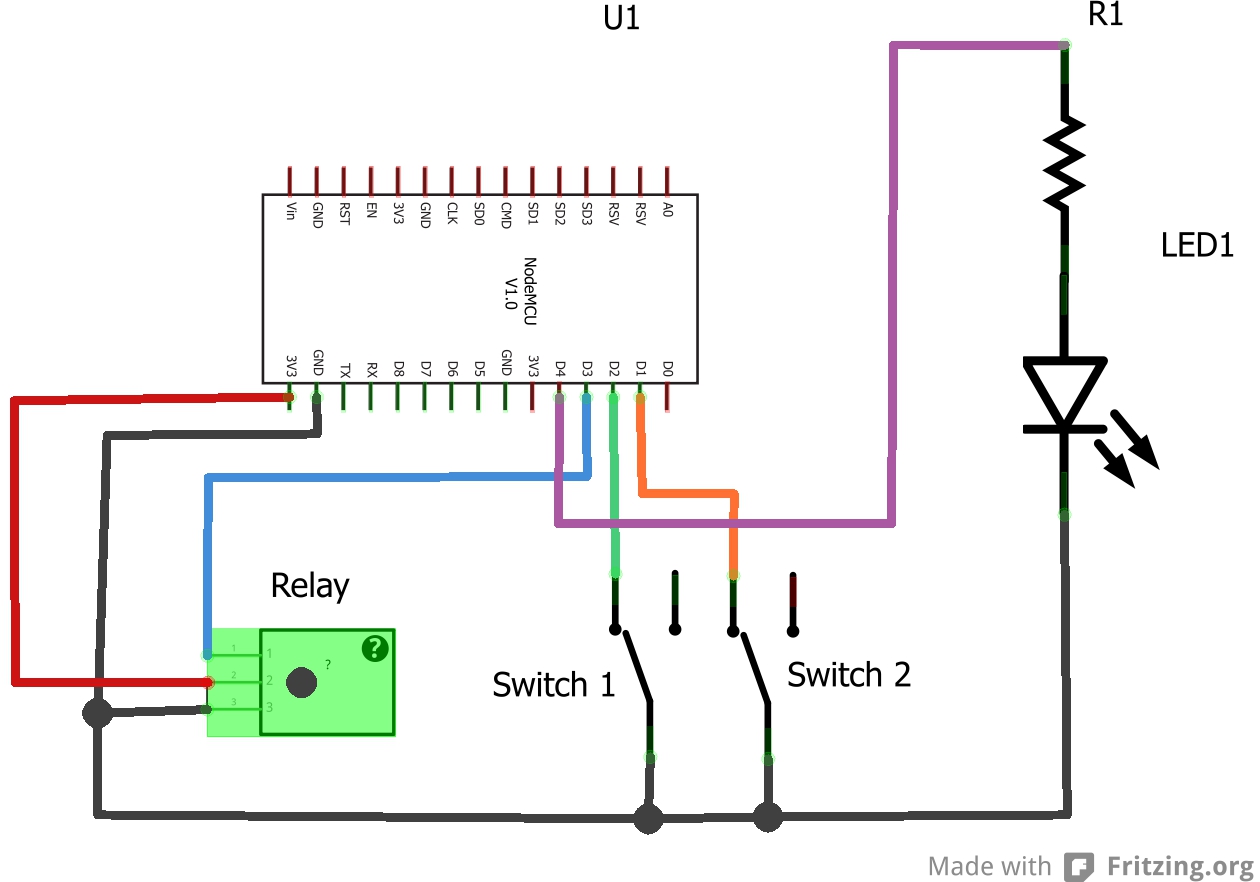 U1
R1
Vin GND RST EN 3V3 GND CLK SD0 CMD SD1 SD2 SD3 RSV RSV A0
LED1
NodeMCU
V1.0
3V3 GND TX RX D8 D7 D6 D5 GND 3V3 D4 D3 D2 D1 D0
Relay
?
1 1
?
2 2
3 3
Switch 1
Switch 2
Made with Fritzing.org